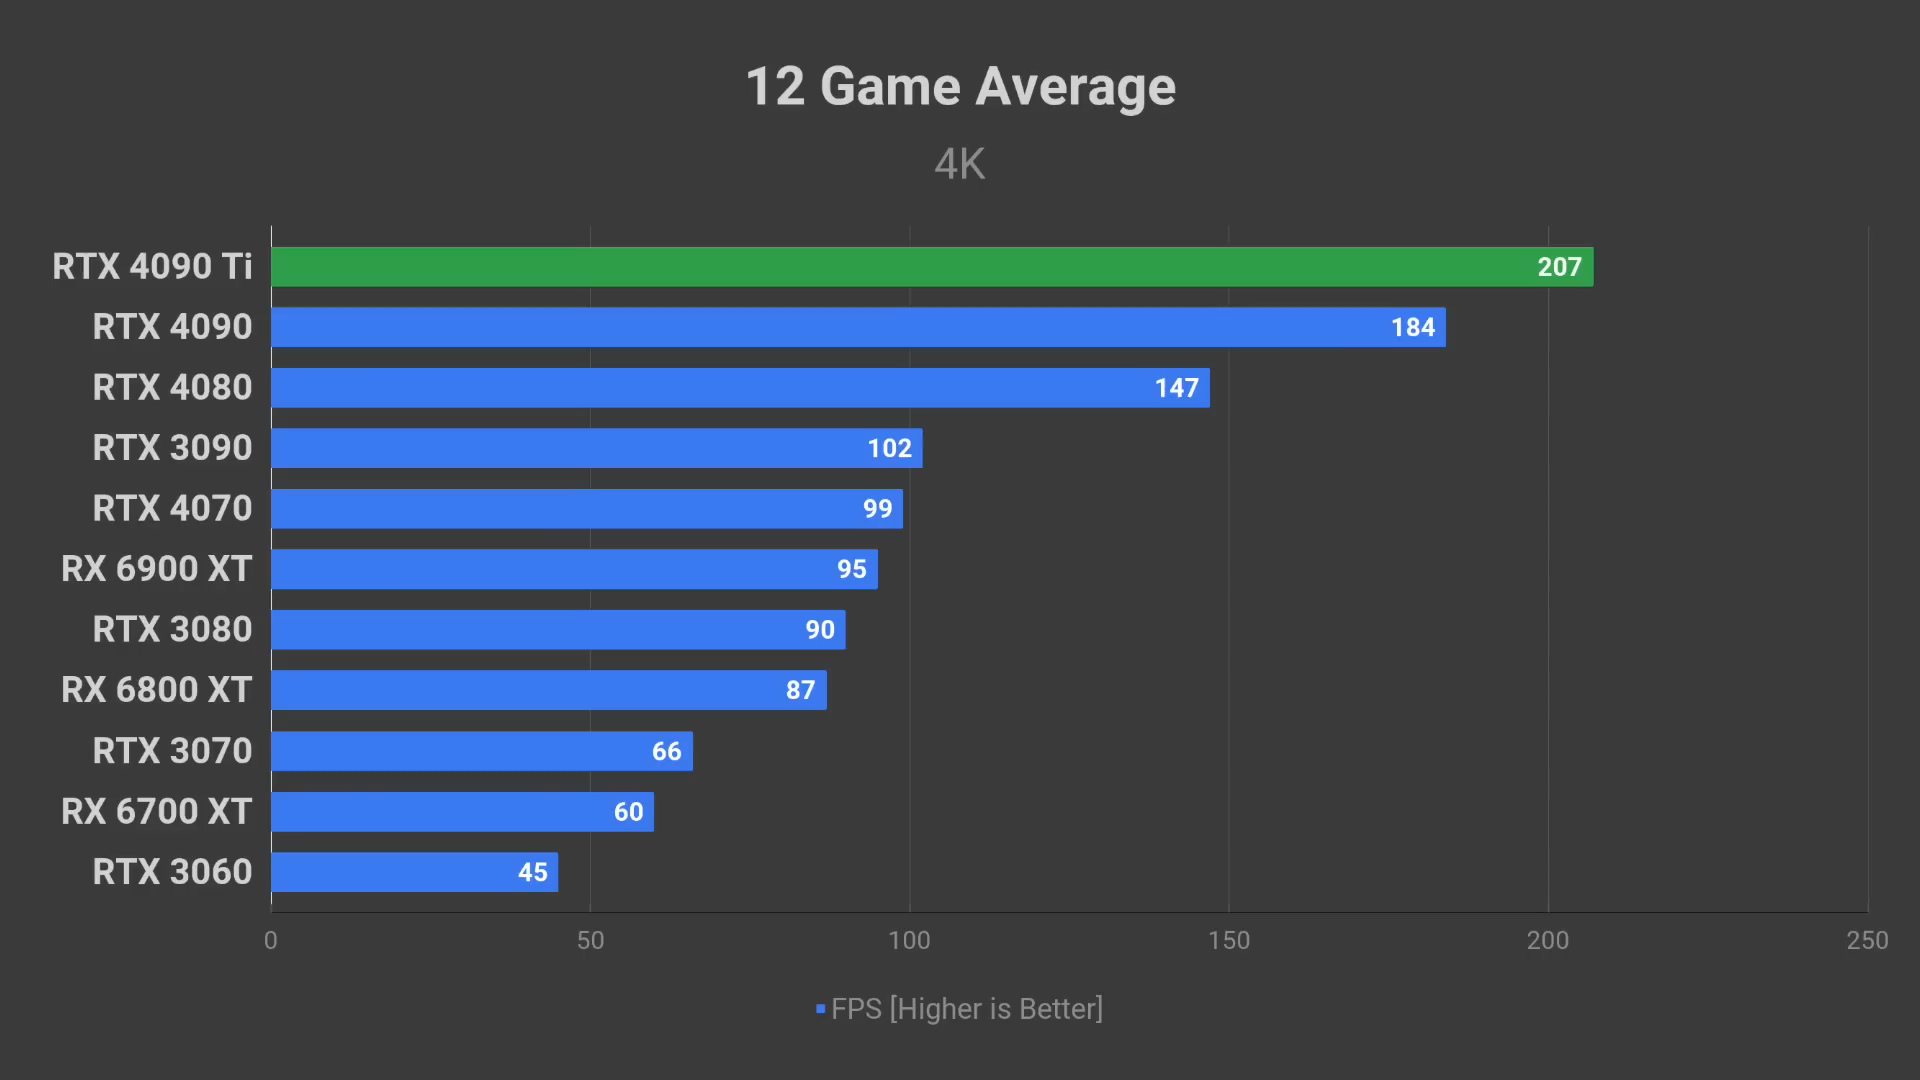 12 Game Average
4K
RTX 4090 Ti 207
RTX 4090 184
RTX 4080 147
RTX 3090 102
RTX 4070 99
RX 6900 XT 95
RTX 3080 90
RX 6800 XT 87
RTX 3070 66
RX 6700 XT 60
RTX 3060 45
0 50 100 150 200 250
FPS [Higher is Better]